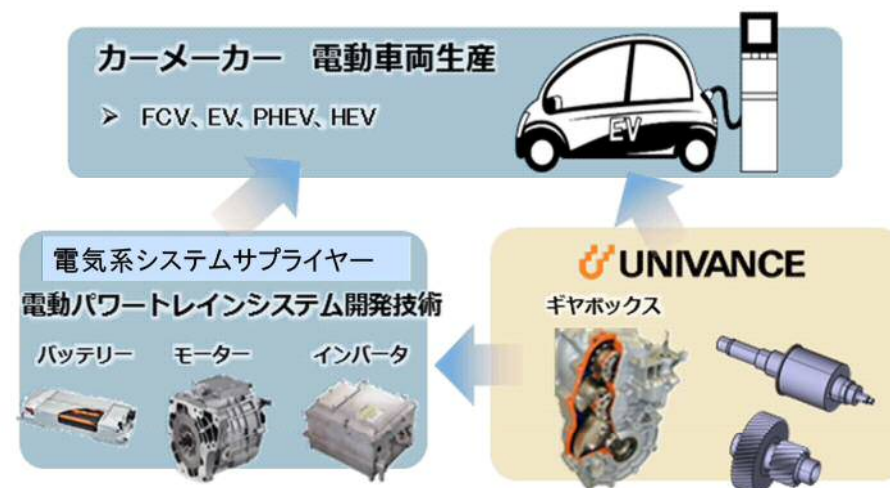 カーメーカー 電動車両生産
➢ FCV、EV、PHEV、HEV
EV
電気系システムサプライヤー
電動パワートレインシステム開発技術
バッテリー モーター インバータ
UNIVANCE
ギヤボックス